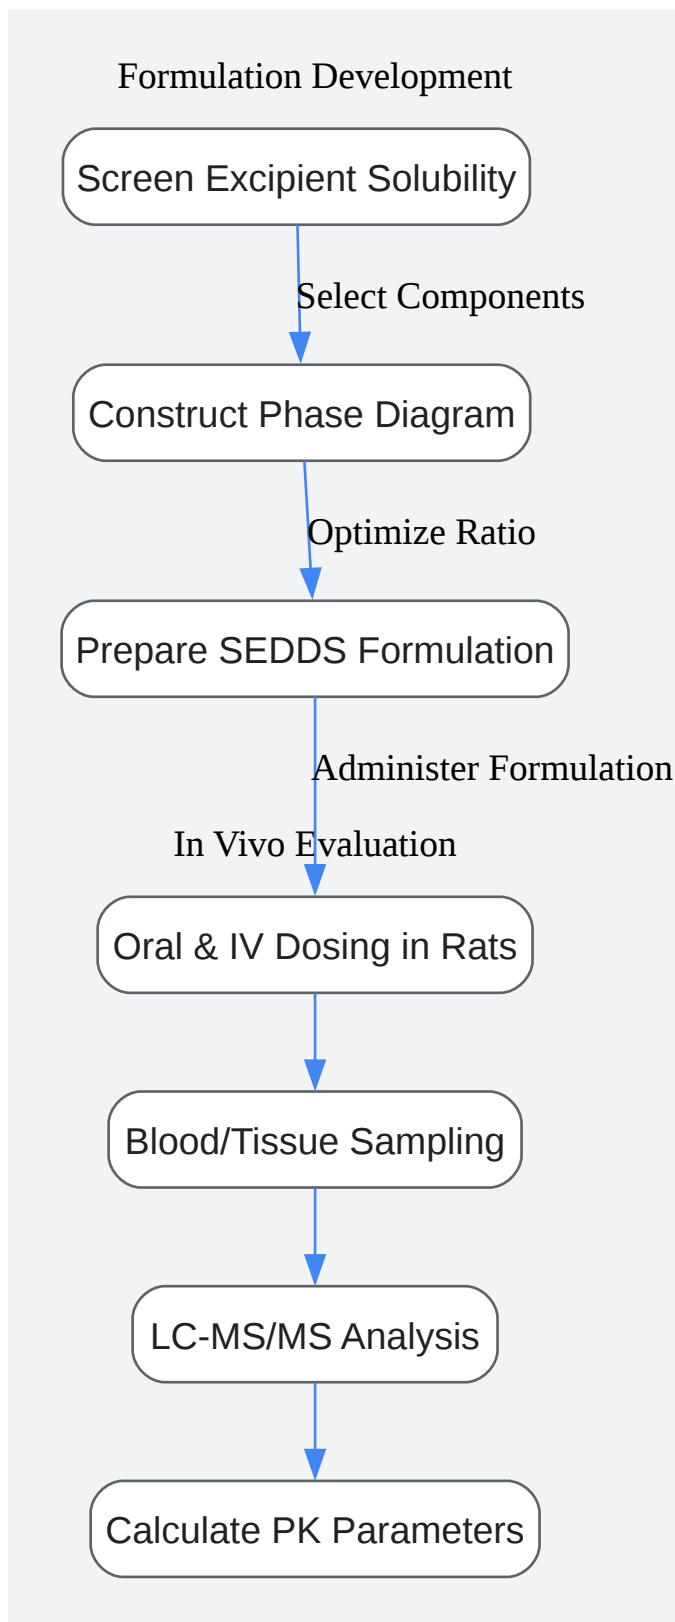 Formulation Development
Screen Excipient Solubility
Select Components
Construct Phase Diagram
Optimize Ratio
Prepare SEDDS Formulation
Administer Formulation
In Vivo Evaluation
Oral & IV Dosing in Rats
Blood/Tissue Sampling
LC-MS/MS Analysis
Calculate PK Parameters